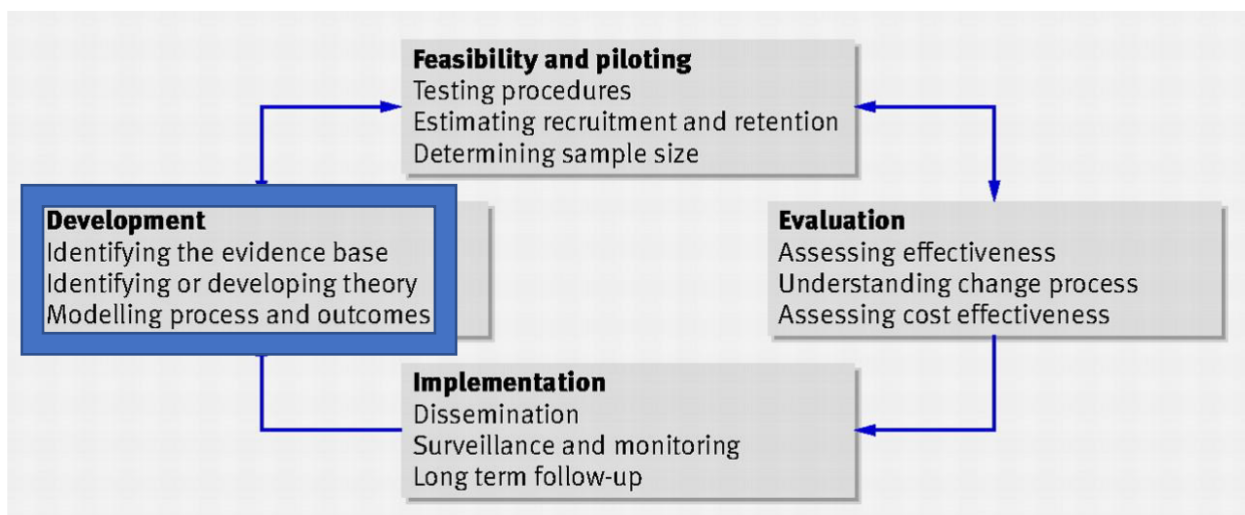 Feasibility and piloting
Testing procedures
Estimating recruitment and retention
Determining sample size
Development
Identifying the evidence base
Identifying or developing theory
Modelling process and outcomes
Evaluation
Assessing effectiveness
Understanding change process
Assessing cost effectiveness
Implementation
Dissemination
Surveillance and monitoring
Long term follow-up